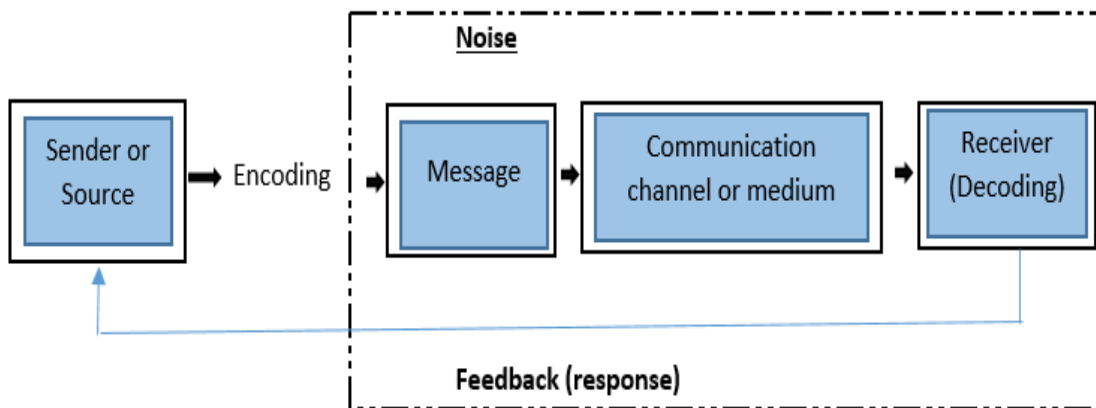 Noise
Sender or
Source
Encoding
Message
Communication
channel or medium
Receiver
(Decoding)
Feedback (response)